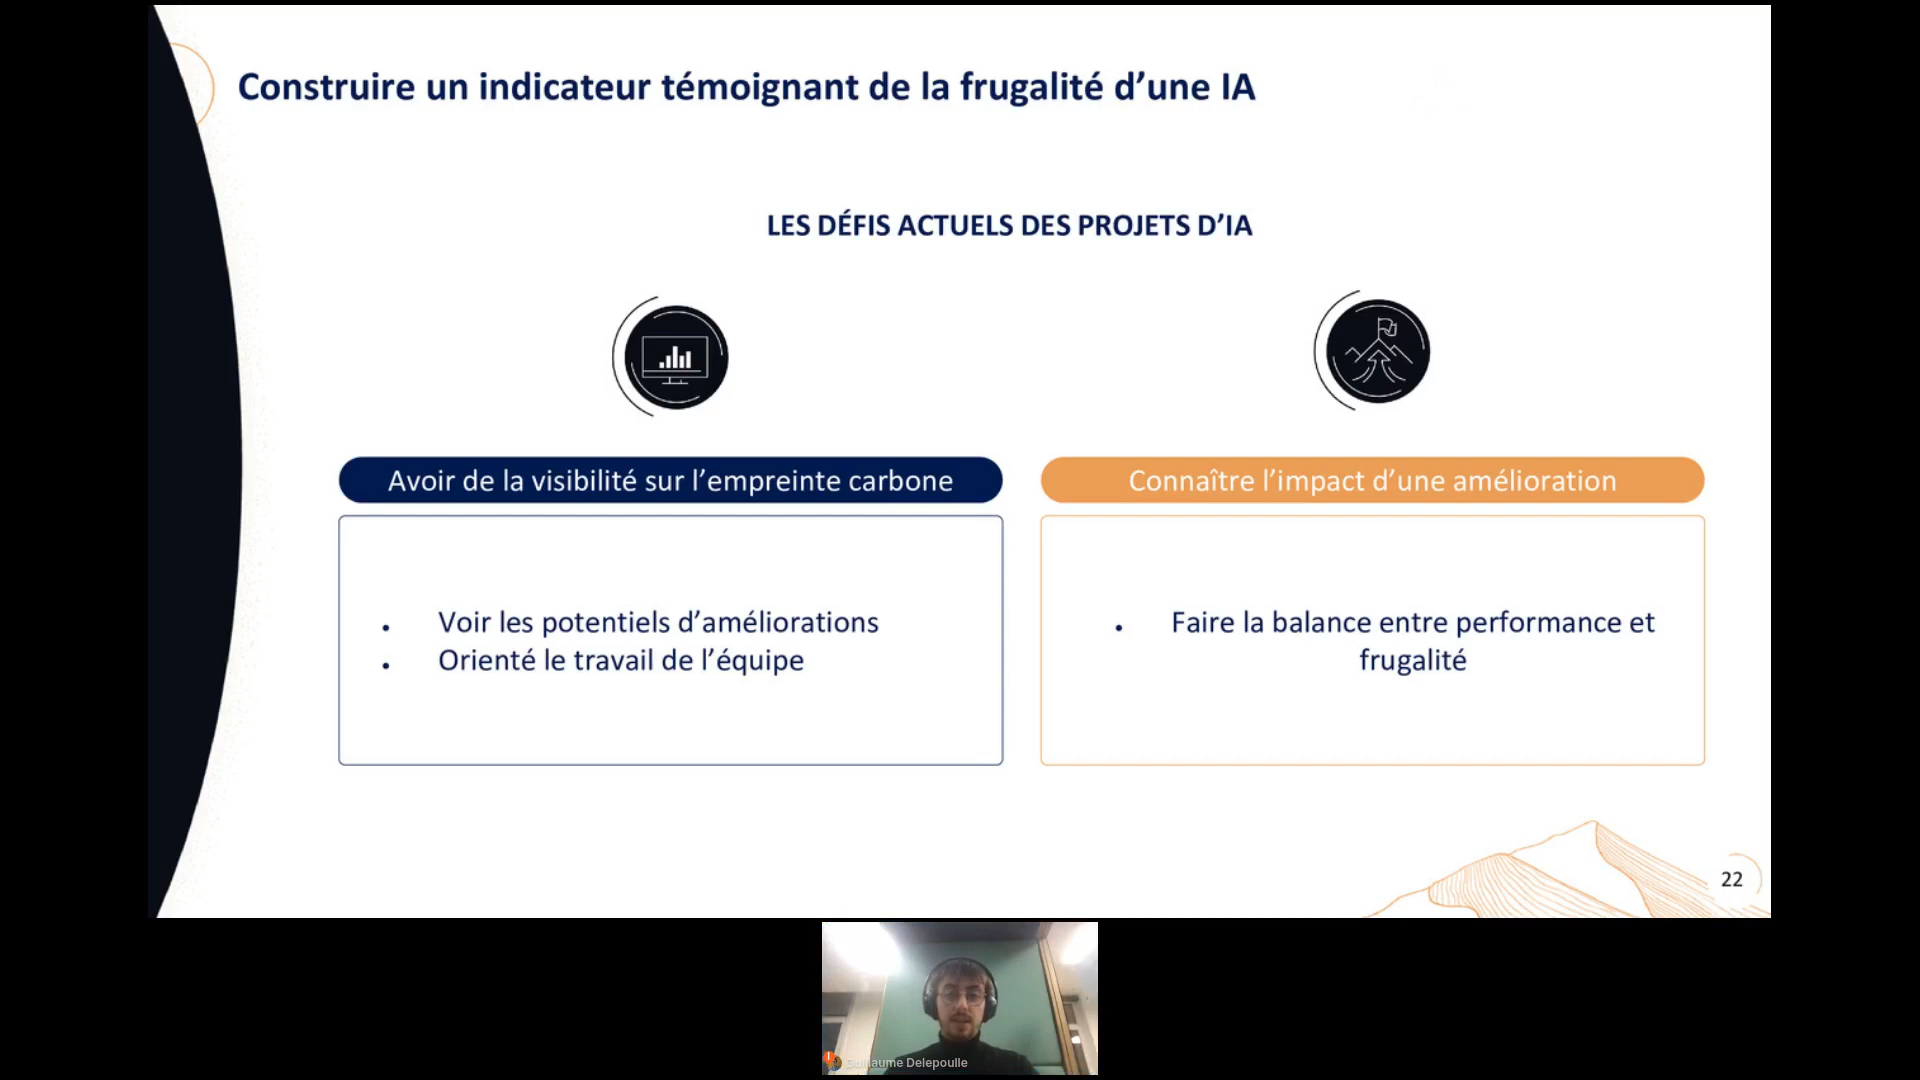 Construire un indicateur témoignant de la frugalité d’une IA
LES DÉFIS ACTUELS DES PROJETS D’IA
Avoir de la visibilité sur l’empreinte carbone
• Voir les potentiels d’améliorations
• Orienté le travail de l’équipe
Connaître l’impact d’une amélioration
• Faire la balance entre performance et
frugalité
22
Guillaume Delepoulle